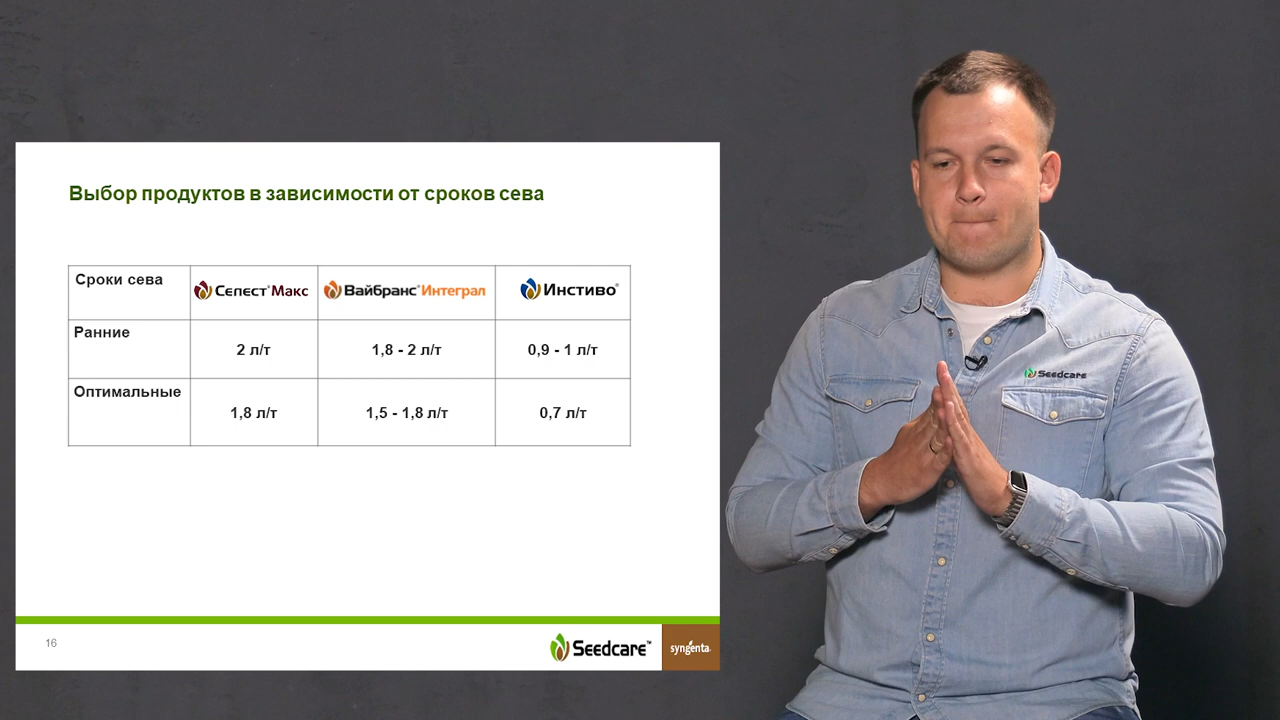 Выбор продуктов в зависимости от сроков сева
Сроки сева Селест® Макс Вайбранс® Интеграл Инстиво®
Ранние 2 л/т 1,8 - 2 л/т 0,9 - 1 л/т
Оптимальные 1,8 л/т 1,5 - 1,8 л/т 0,7 л/т
16
Seedcare™ syngenta
Seedcare